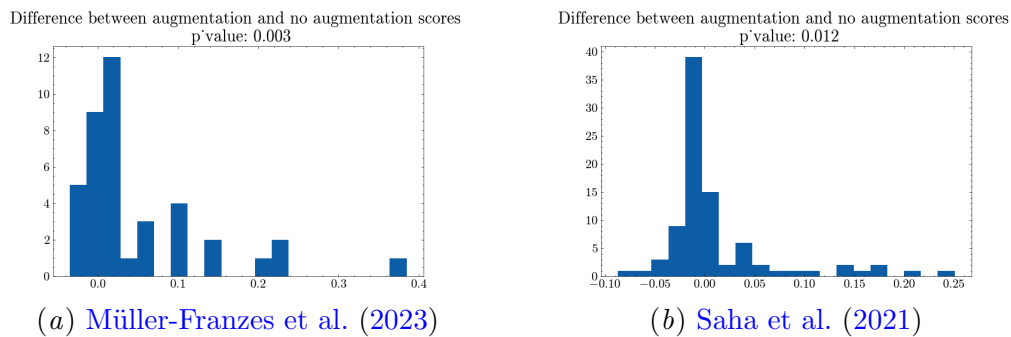 Difference between augmentation and no augmentation scores
p˙value: 0.003
12
10
8
6
4
2
0
0.0 0.1 0.2 0.3 0.4
(a) Müller-Franzes et al. (2023)
Difference between augmentation and no augmentation scores
p˙value: 0.012
40
35
30
25
20
15
10
5
0
−0.10 −0.05 0.00 0.05 0.10 0.15 0.20 0.25
(b) Saha et al. (2021)